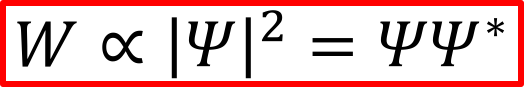 W ∝ |Ψ|² = ΨΨ*